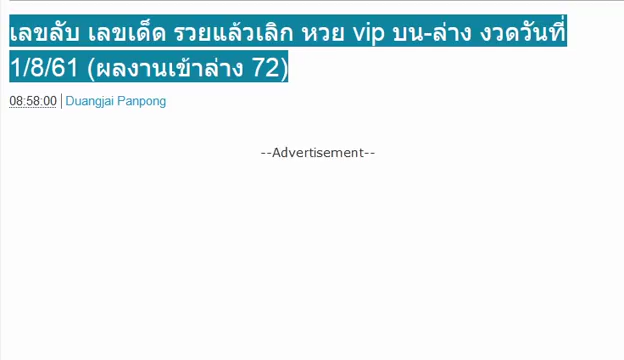 เลขลับ เลขเด็ด รวยแล้วเลิก หวย vip บน-ล่าง งวดวันที่
1/8/61 (ผลงานเข้าล่าง 72)
08:58:00 Duangjai Panpong
--Advertisement--